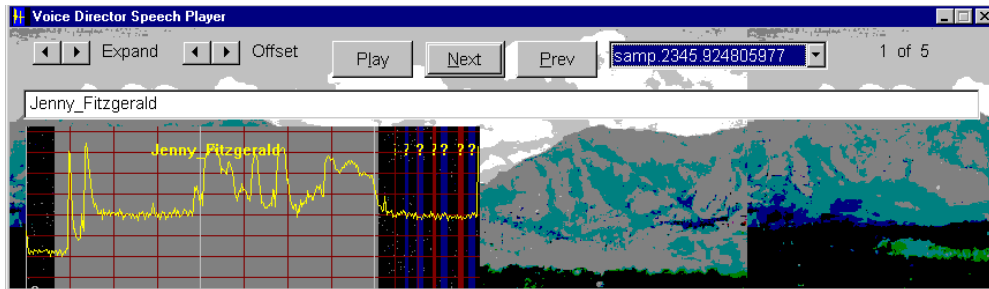 Voice Director Speech Player
Expand Offset Play Next Prev samp.2345.924805977 1 of 5
Jenny_Fitzgerald
Jenny_Fitzgerald ? ? ? ? ? ?